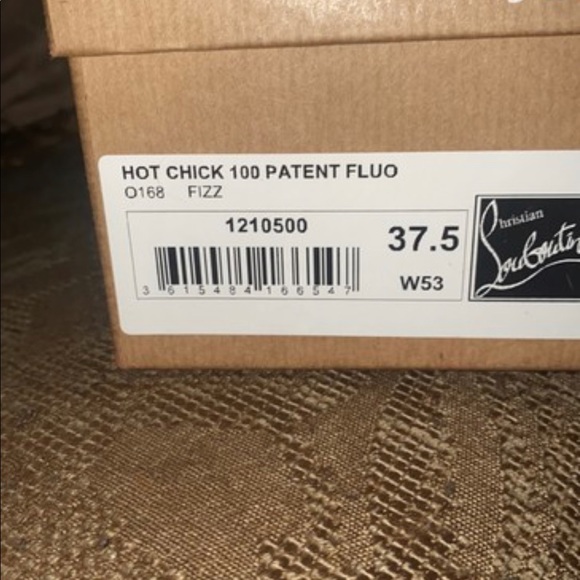 HOT CHICK 100 PATENT FLUO
O168 FIZZ
1210500
37.5
3 615484 166547
W53
Christian
Louboutin